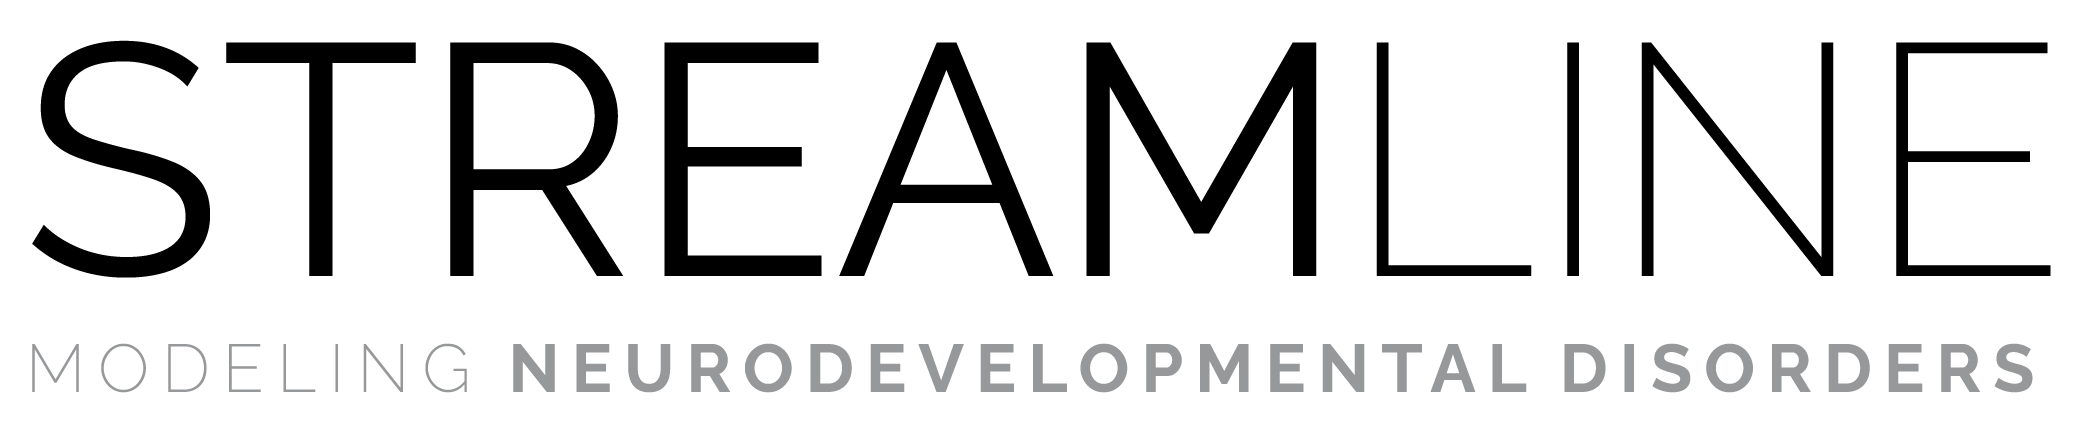 STREAMLINE
MODELING NEURODEVELOPMENTAL DISORDERS